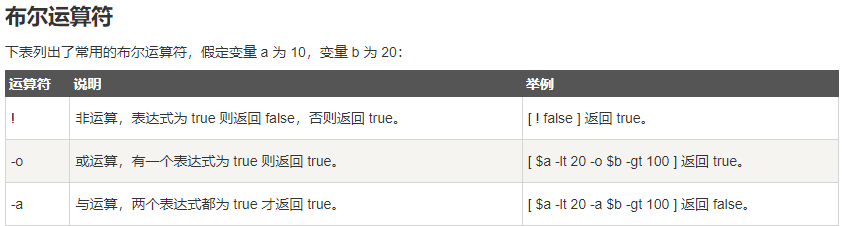 布尔运算符
下表列出了常用的布尔运算符，假定变量 a 为 10，变量 b 为 20：
运算符 说明 举例
! 非运算，表达式为 true 则返回 false，否则返回 true。 [ ! false ] 返回 true。
-o 或运算，有一个表达式为 true 则返回 true。 [ $a -lt 20 -o $b -gt 100 ] 返回 true。
-a 与运算，两个表达式都为 true 才返回 true。 [ $a -lt 20 -a $b -gt 100 ] 返回 false。